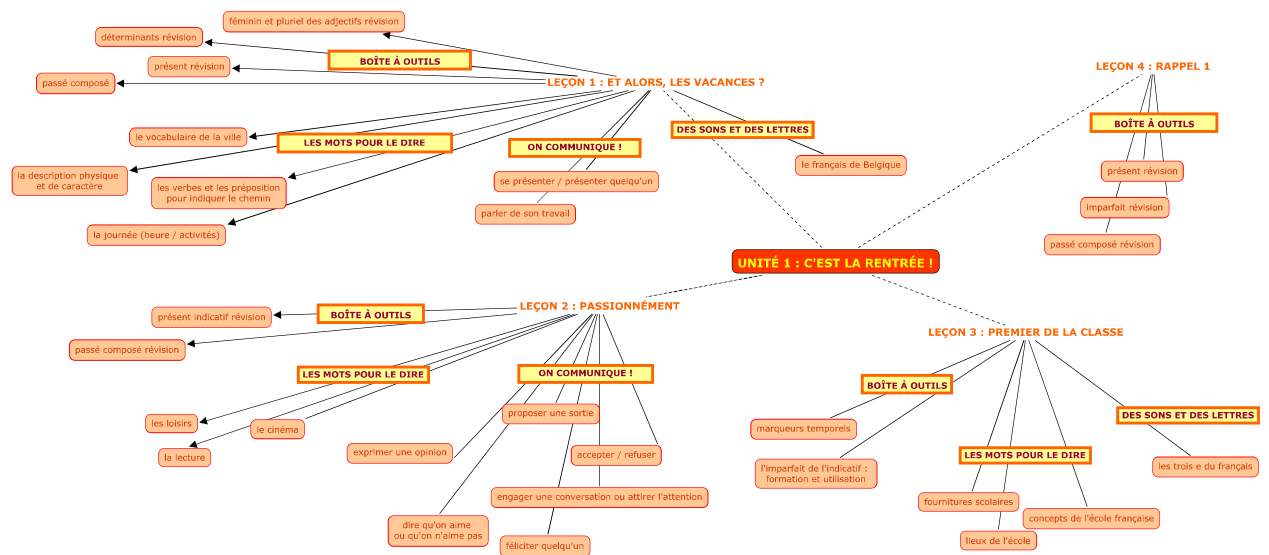 féminin et pluriel des adjectifs révision
déterminants révision
BOÎTE À OUTILS
présent révision
passé composé
LEÇON 1 : ET ALORS, LES VACANCES ?
le vocabulaire de la ville
LES MOTS POUR LE DIRE
la description physique
et de caractère
les verbes et les préposition
pour indiquer le chemin
la journée (heure / activités)
ON COMMUNIQUE !
se présenter / présenter quelqu'un
parler de son travail
DES SONS ET DES LETTRES
le français de Belgique
LEÇON 4 : RAPPEL 1
BOÎTE À OUTILS
présent révision
imparfait révision
passé composé révision
UNITÉ 1 : C'EST LA RENTRÉE !
LEÇON 2 : PASSIONNÉMENT
BOÎTE À OUTILS
présent indicatif révision
passé composé révision
LES MOTS POUR LE DIRE
les loisirs
le cinéma
la lecture
ON COMMUNIQUE !
proposer une sortie
exprimer une opinion
accepter / refuser
engager une conversation ou attirer l'attention
dire qu'on aime
ou qu'on n'aime pas
féliciter quelqu'un
LEÇON 3 : PREMIER DE LA CLASSE
BOÎTE À OUTILS
marqueurs temporels
l'imparfait de l'indicatif :
formation et utilisation
LES MOTS POUR LE DIRE
fournitures scolaires
concepts de l'école française
lieux de l'école
DES SONS ET DES LETTRES
les trois e du français